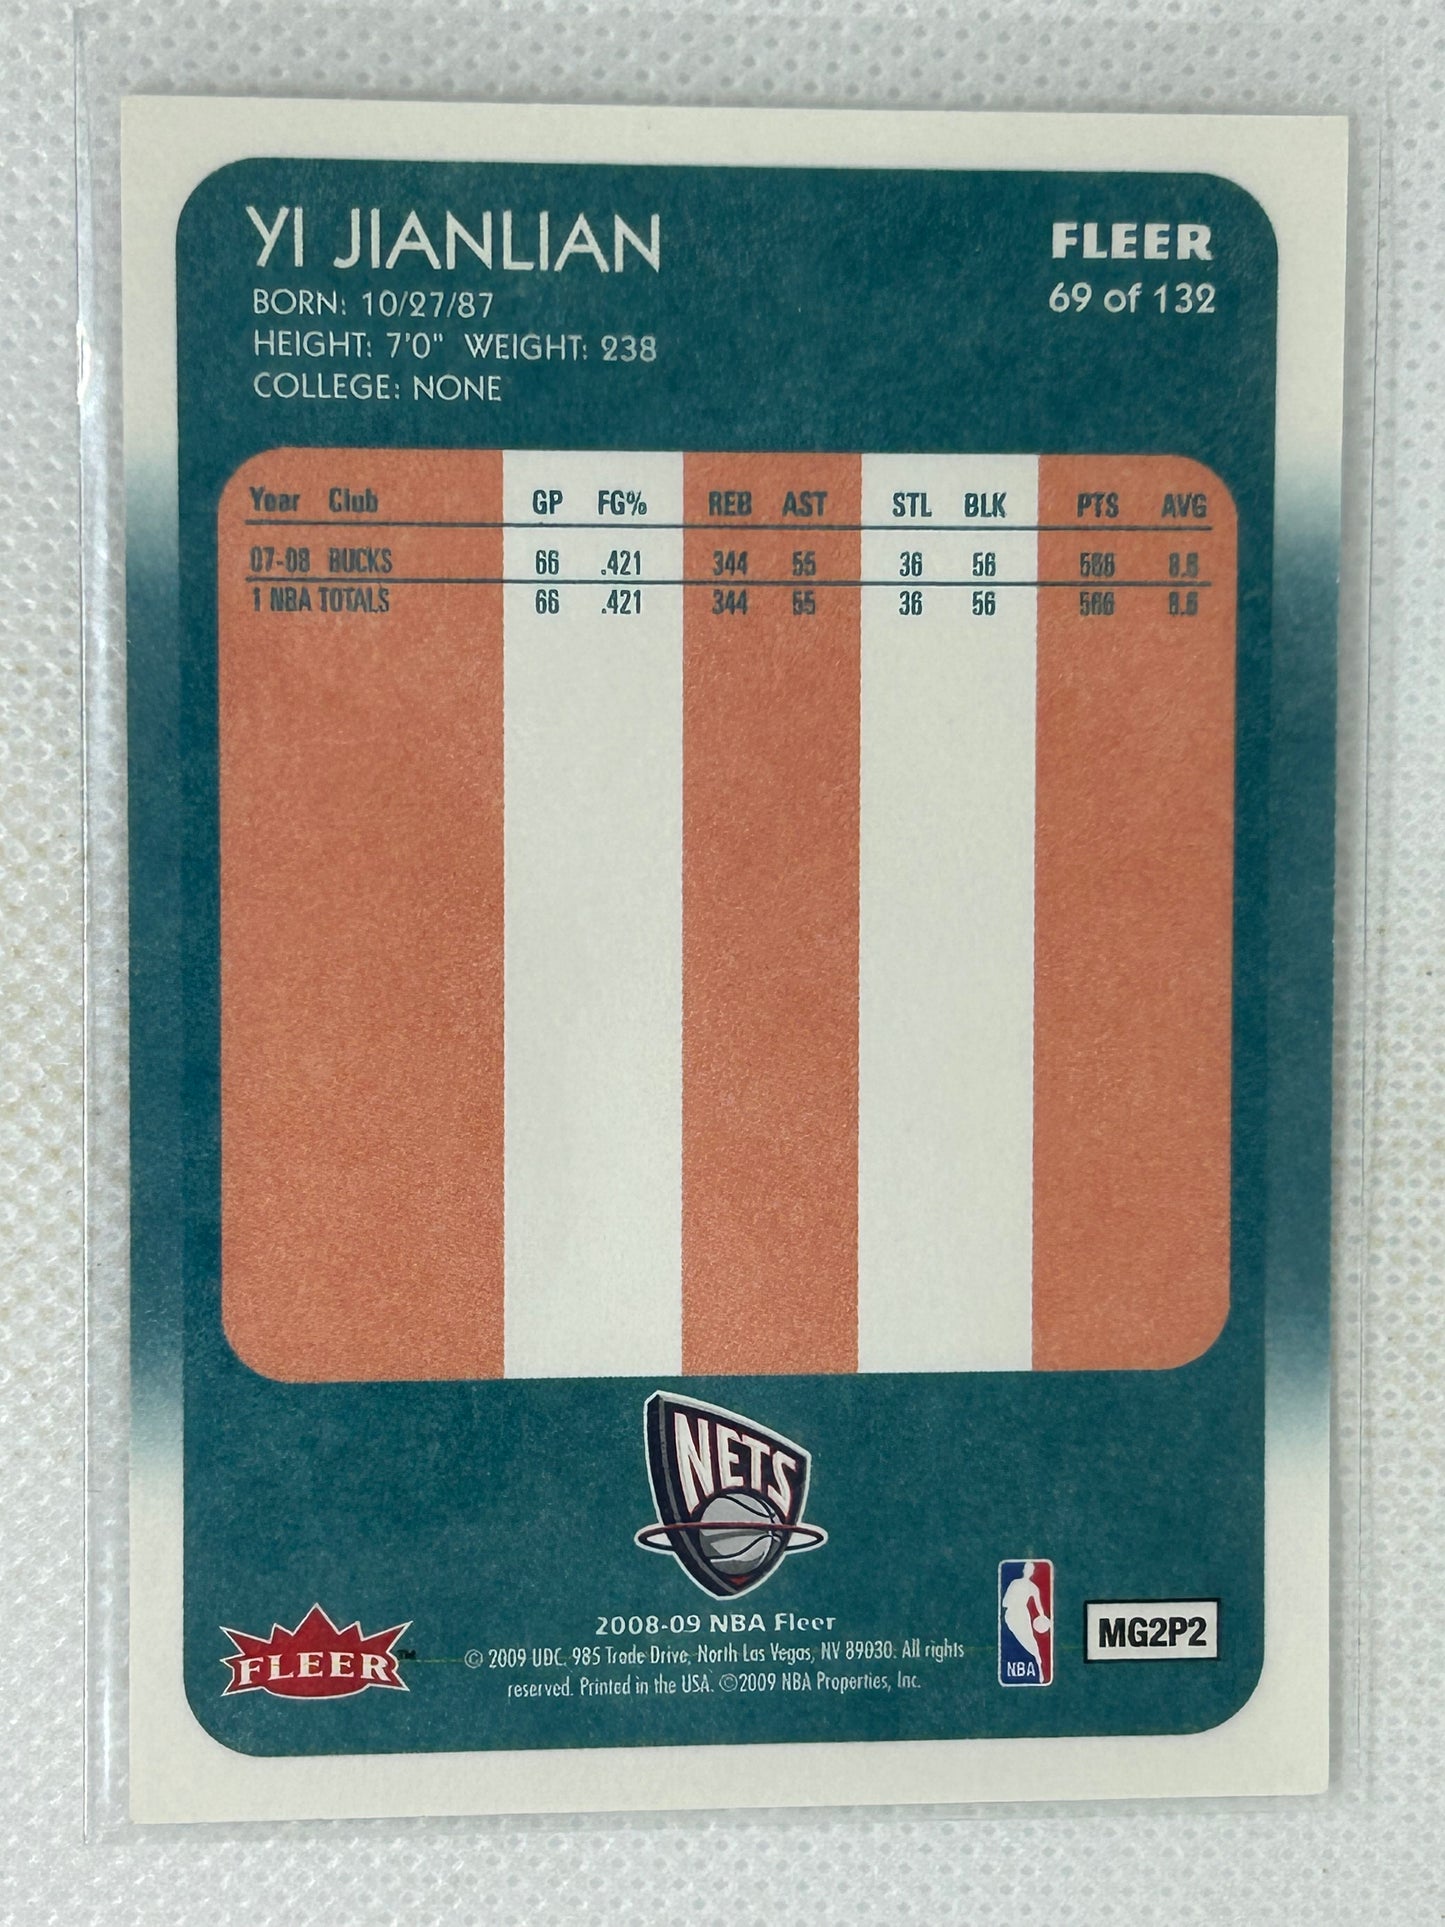 YI JIANLIAN
BORN: 10/27/87
HEIGHT: 7'0" WEIGHT: 238
COLLEGE: NONE
FLEER
69 of 132
Year Club GP FG% REB AST STL BLK PTS AVG
07-08 BUCKS 66 .421 344 55 36 56 566 8.6
1 NBA TOTALS 66 .421 344 55 36 56 566 8.6
NETS
2008-09 NBA Fleer
© 2009 UDC, 985 Trade Drive, North Las Vegas, NV 89030. All rights
reserved. Printed in the USA. ©2009 NBA Properties, Inc.
FLEER™
NBA
MG2P2